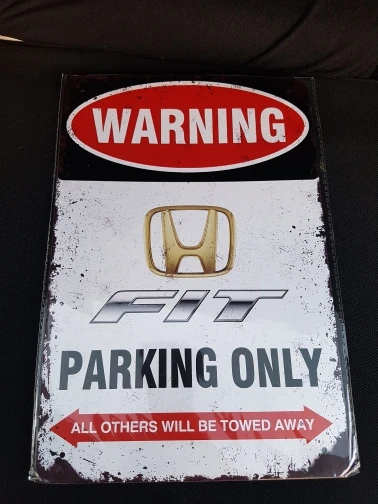 WARNING
FIT
PARKING ONLY
ALL OTHERS WILL BE TOWED AWAY